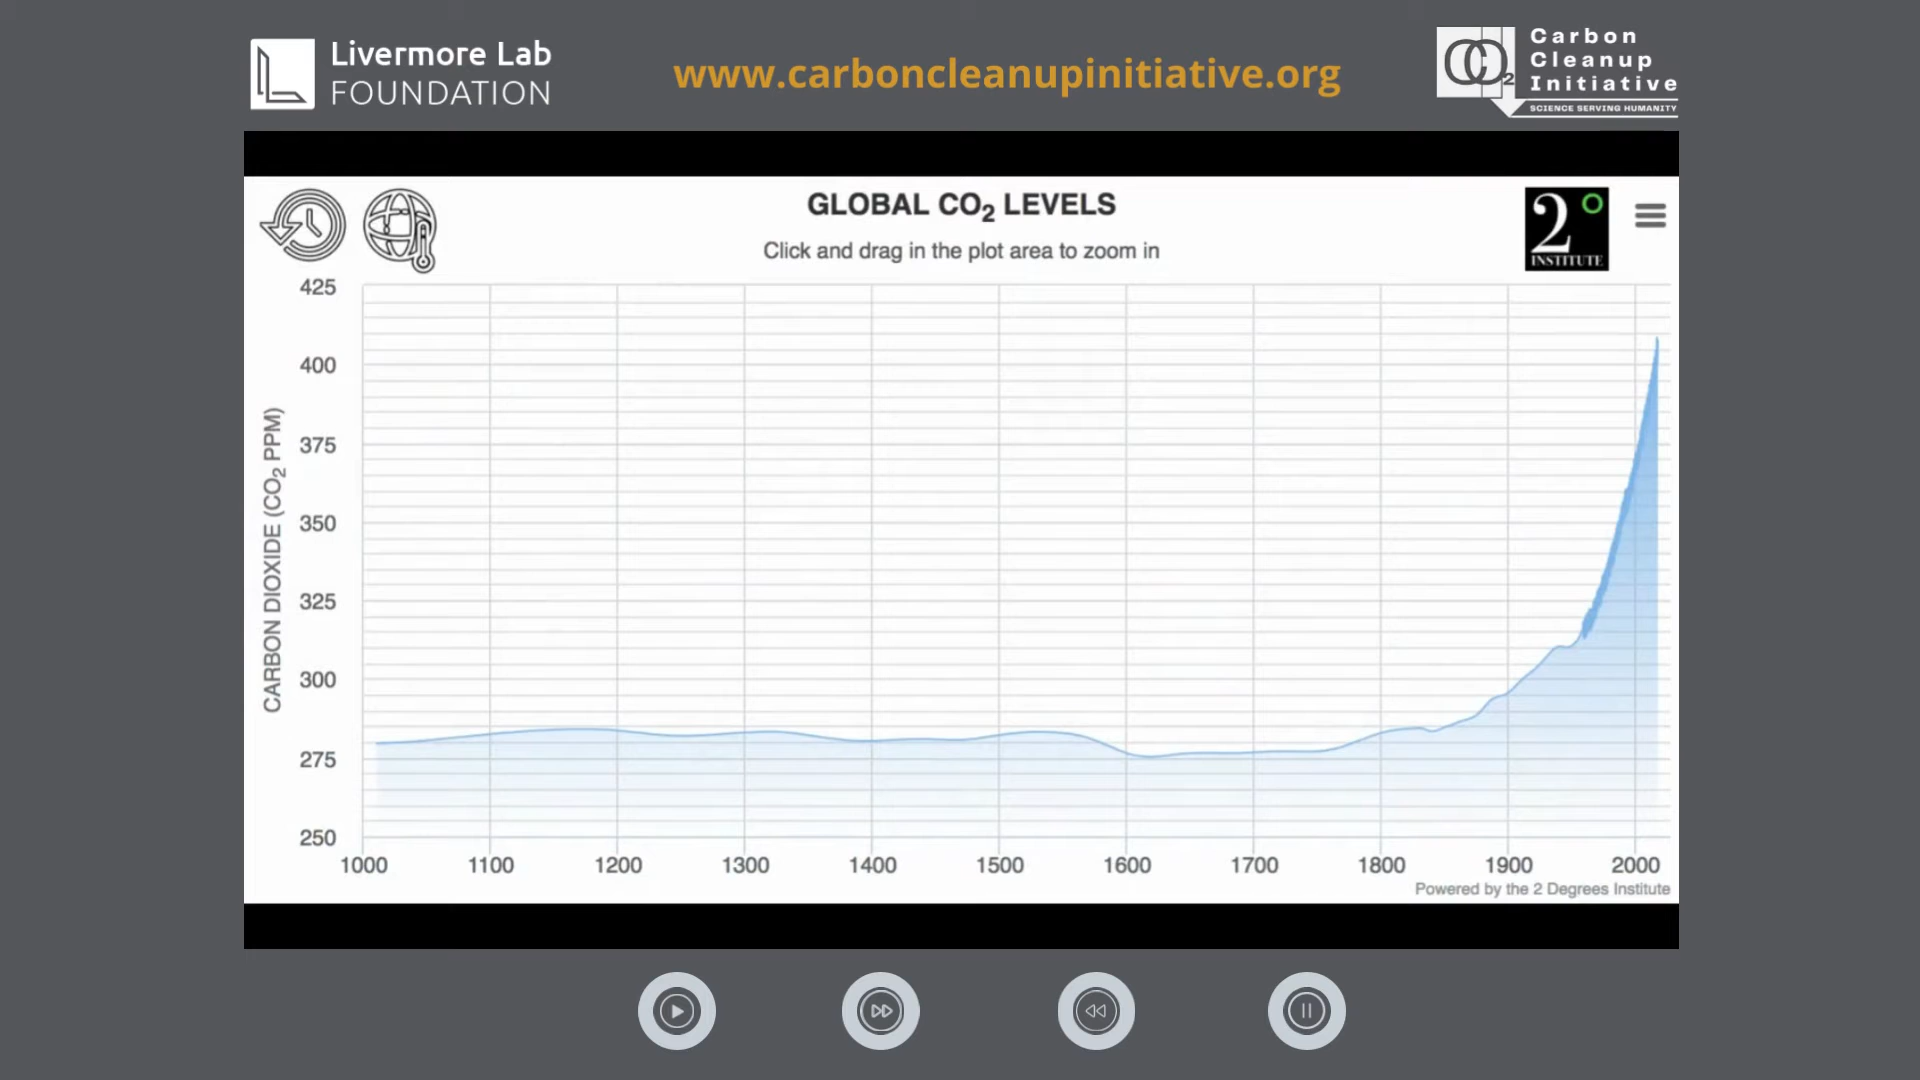 Livermore Lab
FOUNDATION
www.carboncleanupinitiative.org
CO2
Carbon
Cleanup
Initiative
SCIENCE SERVING HUMANITY
GLOBAL CO2 LEVELS
Click and drag in the plot area to zoom in
2°
INSTITUTE
CARBON DIOXIDE (CO2 PPM)
425
400
375
350
325
300
275
250
1000 1100 1200 1300 1400 1500 1600 1700 1800 1900 2000
Powered by the 2 Degrees Institute